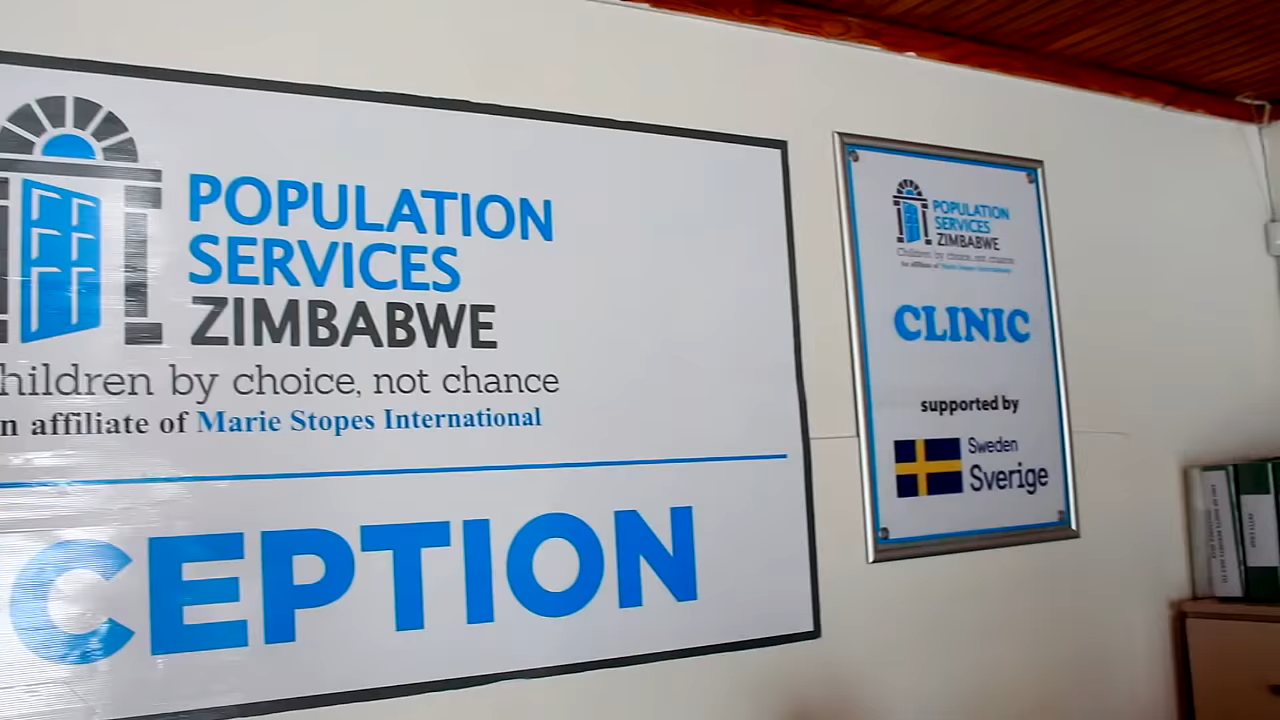 POPULATION
SERVICES
ZIMBABWE
hildren by choice, not chance
n affiliate of Marie Stopes International
CEPTION
POPULATION
SERVICES
ZIMBABWE
Children by choice, not chance
An affiliate of Marie Stopes International
CLINIC
supported by
Sweden
Sverige